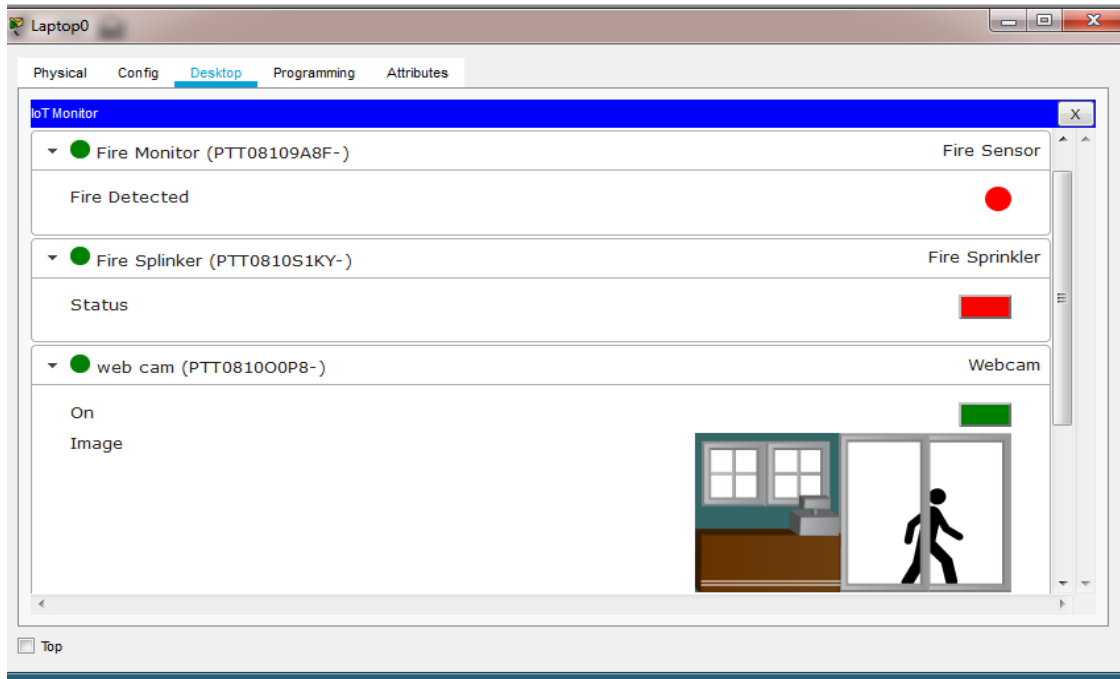 Laptop0
Physical Config Desktop Programming Attributes
IoT Monitor X
Fire Monitor (PTT08109A8F-) Fire Sensor
Fire Detected
Fire Splinker (PTT0810S1KY-) Fire Sprinkler
Status
web cam (PTT0810O0P8-) Webcam
On
Image
Top